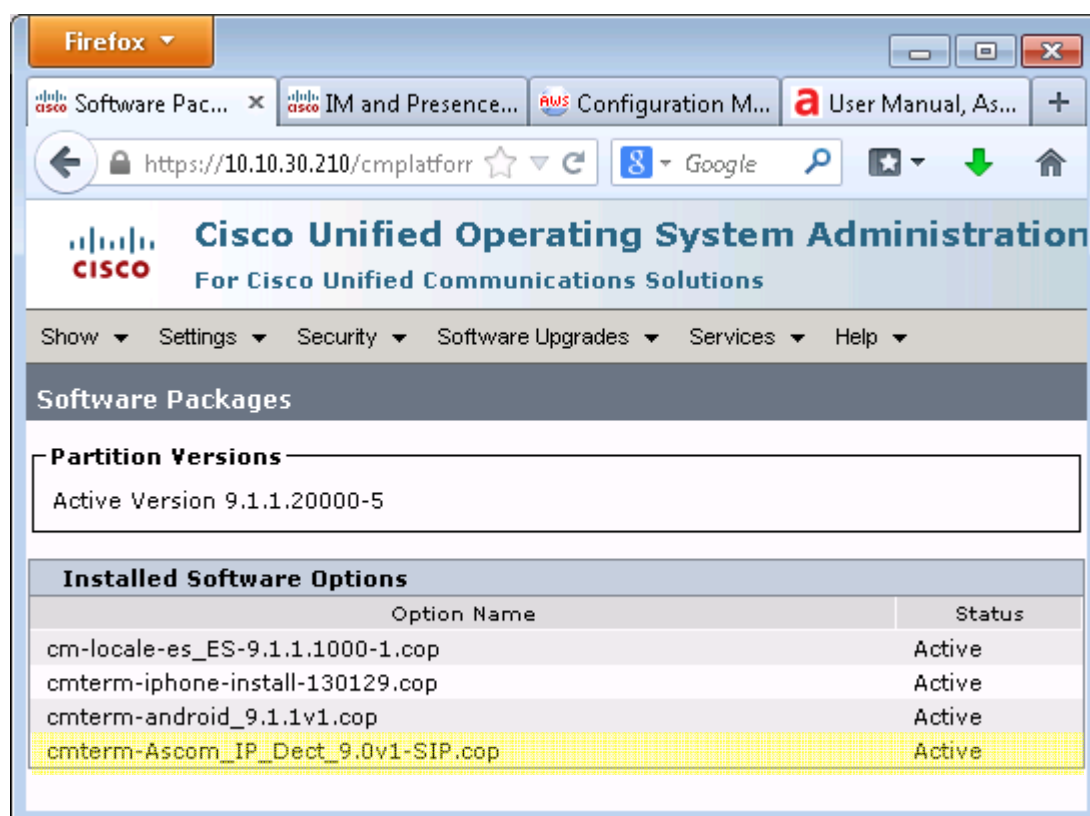 Firefox
Software Pac... × IM and Presence... AWS Configuration M... a User Manual, As... +
https://10.10.30.210/cmplatforr 8 Google
CISCO Cisco Unified Operating System Administration
For Cisco Unified Communications Solutions
Show Settings Security Software Upgrades Services Help
Software Packages
Partition Versions
Active Version 9.1.1.20000-5
Installed Software Options
Option Name Status
cm-locale-es_ES-9.1.1.1000-1.cop Active
cmterm-iphone-install-130129.cop Active
cmterm-android_9.1.1v1.cop Active
cmterm-Ascom_IP_Dect_9.0v1-SIP.cop Active